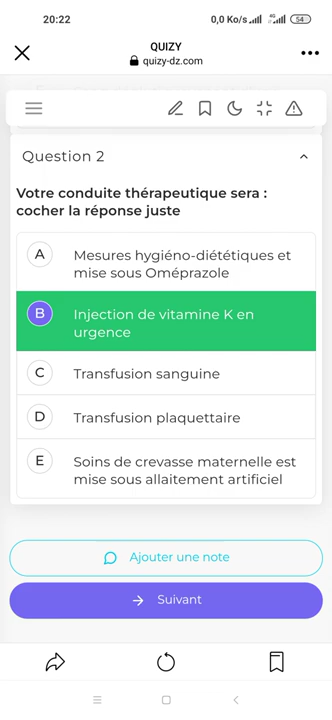 20:22
0,0 Ko/s 4G 54
QUIZY
quizy-dz.com
Question 2
Votre conduite thérapeutique sera :
cocher la réponse juste
A
Mesures hygiéno-diététiques et
mise sous Oméprazole
B
Injection de vitamine K en
urgence
C
Transfusion sanguine
D
Transfusion plaquettaire
E
Soins de crevasse maternelle est
mise sous allaitement artificiel
Ajouter une note
Suivant